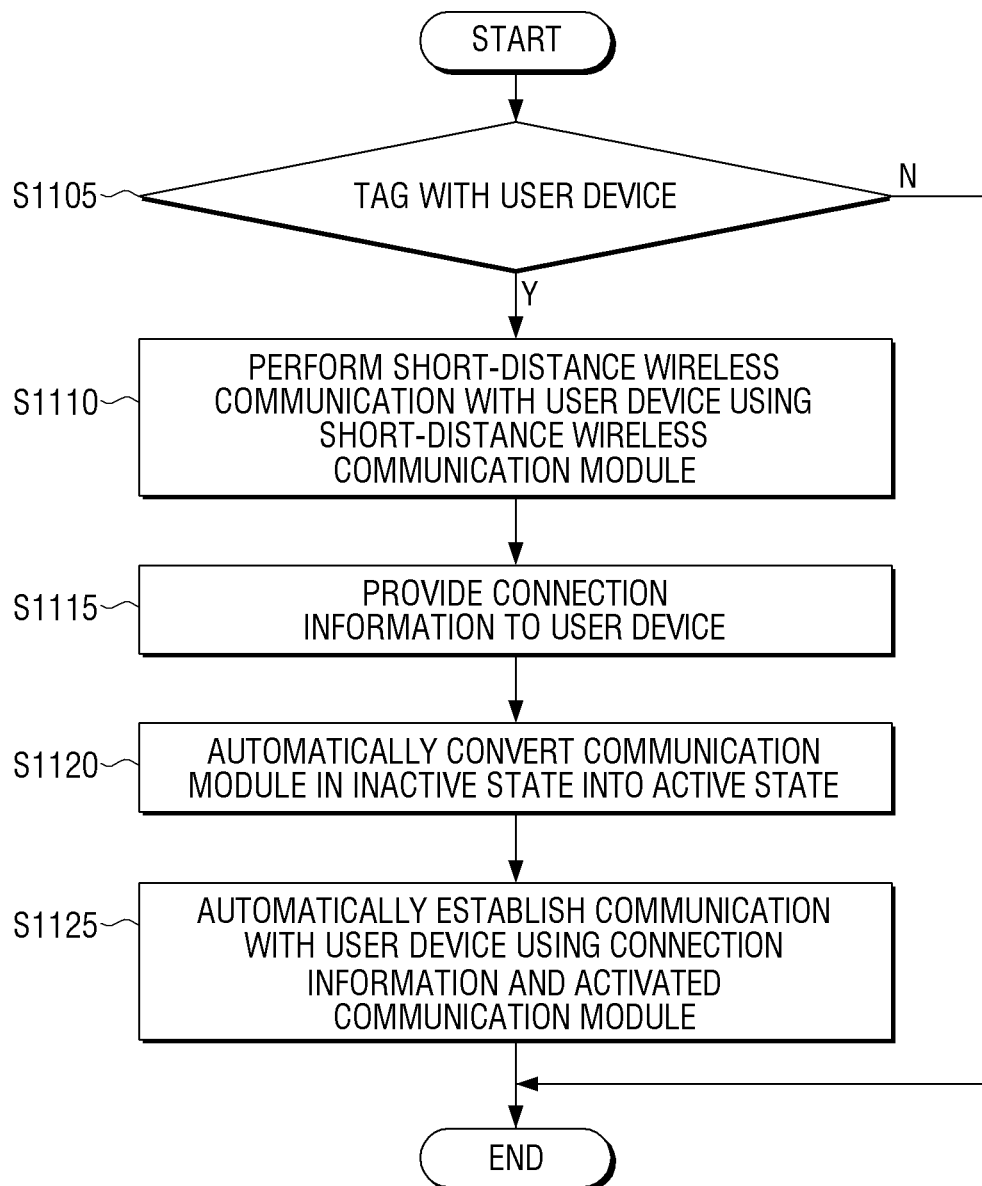 START
S1105
TAG WITH USER DEVICE
N
Y
S1110
PERFORM SHORT-DISTANCE WIRELESS
COMMUNICATION WITH USER DEVICE USING
SHORT-DISTANCE WIRELESS
COMMUNICATION MODULE
S1115
PROVIDE CONNECTION
INFORMATION TO USER DEVICE
S1120
AUTOMATICALLY CONVERT COMMUNICATION
MODULE IN INACTIVE STATE INTO ACTIVE STATE
S1125
AUTOMATICALLY ESTABLISH COMMUNICATION
WITH USER DEVICE USING CONNECTION
INFORMATION AND ACTIVATED
COMMUNICATION MODULE
END